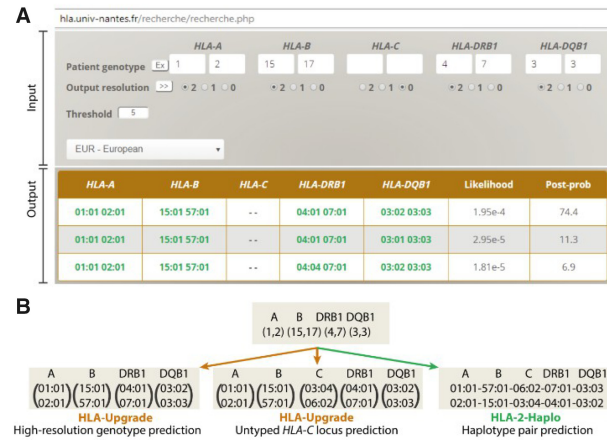 A
hla.univ-nantes.fr/recherche/recherche.php
Input
HLA-A HLA-B HLA-C HLA-DRB1 HLA-DQB1
Patient genotype Ex 1 2 15 17 4 7 3 3
Output resolution >> 2 1 0 2 1 0 2 1 0 2 1 0 2 1 0
Threshold 5
EUR - European
Output
HLA-A HLA-B HLA-C HLA-DRB1 HLA-DQB1 Likelihood Post-prob
01:01 02:01 15:01 57:01 - - 04:01 07:01 03:02 03:03 1.95e-4 74.4
01:01 02:01 15:01 57:01 - - 04:01 07:01 03:01 03:03 2.95e-5 11.3
01:01 02:01 15:01 57:01 - - 04:04 07:01 03:02 03:03 1.81e-5 6.9
B
A B DRB1 DQB1
(1,2) (15,17) (4,7) (3,3)
A B DRB1 DQB1
(01:01) (15:01) (04:01) (03:02)
(02:01) (57:01) (07:01) (03:03)
HLA-Upgrade
High-resolution genotype prediction
A B C DRB1 DQB1
(01:01) (15:01) (03:04) (04:01) (03:02)
(02:01) (57:01) (06:02) (07:01) (03:03)
HLA-Upgrade
Untyped HLA-C locus prediction
A B C DRB1 DQB1
01:01-57:01-06:02-07:01-03:03
02:01-15:01-03:04-04:01-03:02
HLA-2-Haplo
Haplotype pair prediction